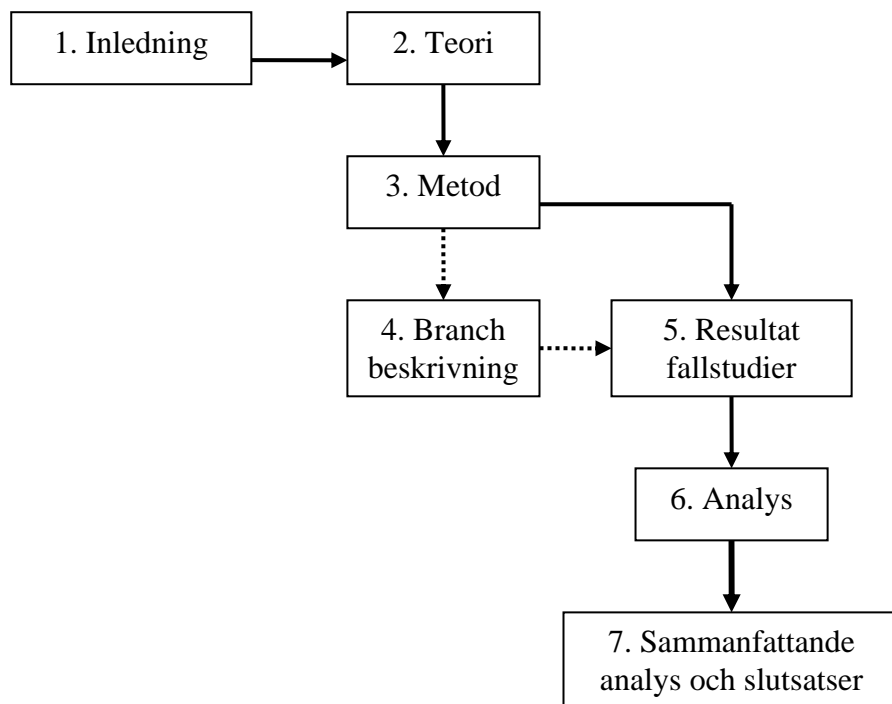 1. Inledning
2. Teori
3. Metod
4. Branch
beskrivning
5. Resultat
fallstudier
6. Analys
7. Sammanfattande
analys och slutsatser